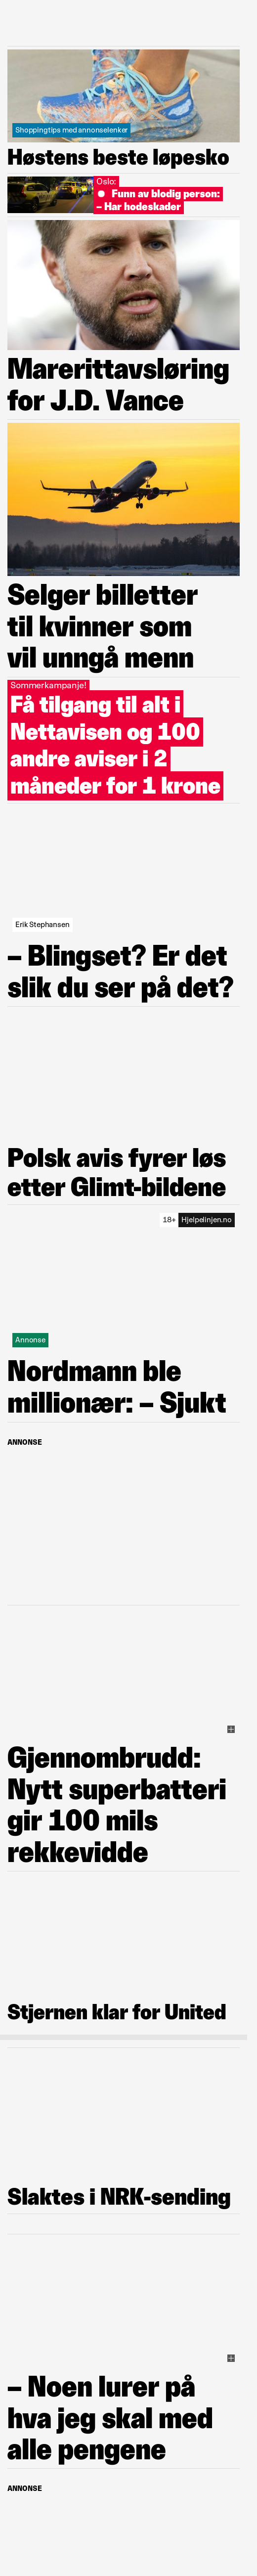 Shoppingtips med annonselenker
Høstens beste løpesko
Oslo:
Funn av blodig person:
– Har hodeskader
Marerittavsløring
for J.D. Vance
Selger billetter
til kvinner som
vil unngå menn
Sommerkampanje!
Få tilgang til alt i
Nettavisen og 100
andre aviser i 2
måneder for 1 krone
Erik Stephansen
– Blingset? Er det
slik du ser på det?
Polsk avis fyrer løs
etter Glimt-bildene
18+ Hjelpelinjen.no
Annonse
Nordmann ble
millionær: – Sjukt
ANNONSE
Gjennombrudd:
Nytt superbatteri
gir 100 mils
rekkevidde
Stjernen klar for United
Slaktes i NRK-sending
– Noen lurer på
hva jeg skal med
alle pengene
ANNONSE